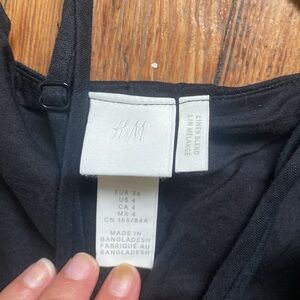 H&M
LINEN BLEND
LIN MÉLANGÉ
EUR 36
US 4
CA 4
MX 4
CN 165/84A
MADE IN
BANGLADESH
FABRIQUÉ AU
BANGLADESH